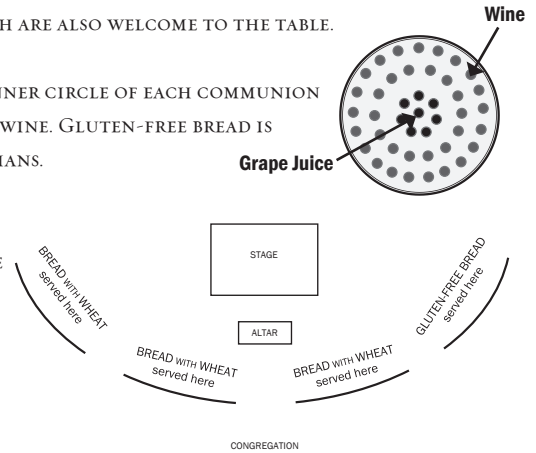 H ARE ALSO WELCOME TO THE TABLE.
Wine
NNER CIRCLE OF EACH COMMUNION
WINE. GLUTEN-FREE BREAD IS
IANS.
Grape Juice
E
BREAD WITH WHEAT
served here
STAGE
GLUTEN-FREE BREAD
served here
ALTAR
BREAD WITH WHEAT
served here
BREAD WITH WHEAT
served here
CONGREGATION